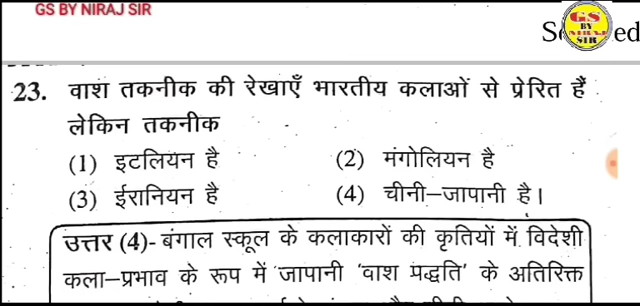 GS BY NIRAJ SIR
GS
BY
NIRAJ
SIR
ed
23. वाश तकनीक की रेखाएँ भारतीय कलाओं से प्रेरित हैं
लेकिन तकनीक
(1) इटलियन है (2) मंगोलियन है
(3) ईरानियन है (4) चीनी–जापानी है।
उत्तर (4)- बंगाल स्कूल के कलाकारों की कृतियों में विदेशी
कला–प्रभाव के रूप में जापानी 'वाश पद्धति' के अतिरिक्त